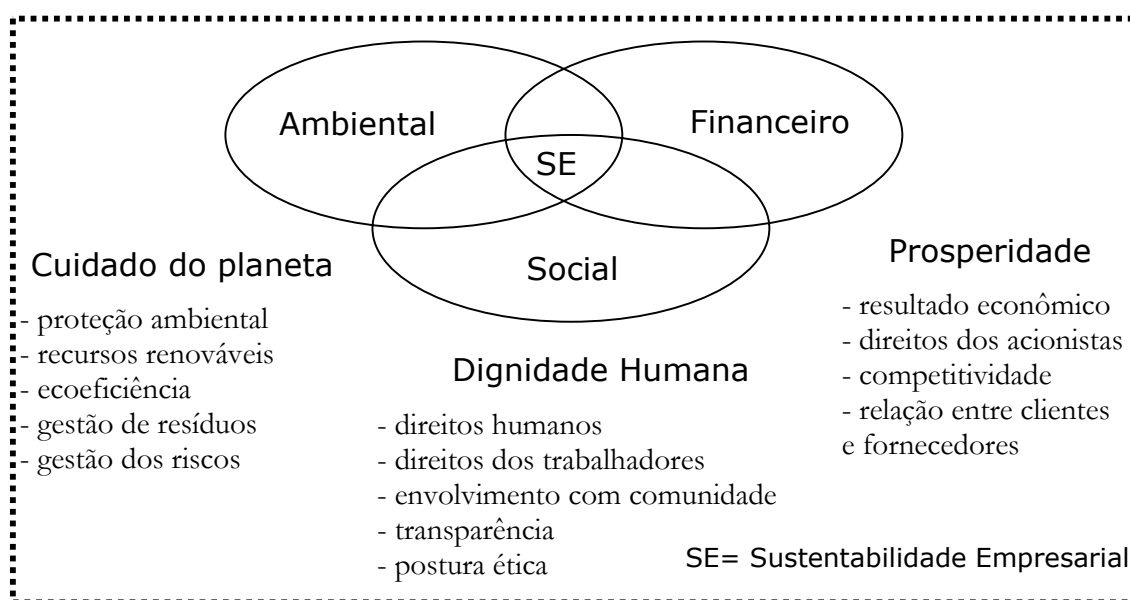 Ambiental
Financeiro
SE
Social
Cuidado do planeta
- proteção ambiental
- recursos renováveis
- ecoeficiência
- gestão de resíduos
- gestão dos riscos
Dignidade Humana
- direitos humanos
- direitos dos trabalhadores
- envolvimento com comunidade
- transparência
- postura ética
Prosperidade
- resultado econômico
- direitos dos acionistas
- competitividade
- relação entre clientes
e fornecedores
SE= Sustentabilidade Empresarial